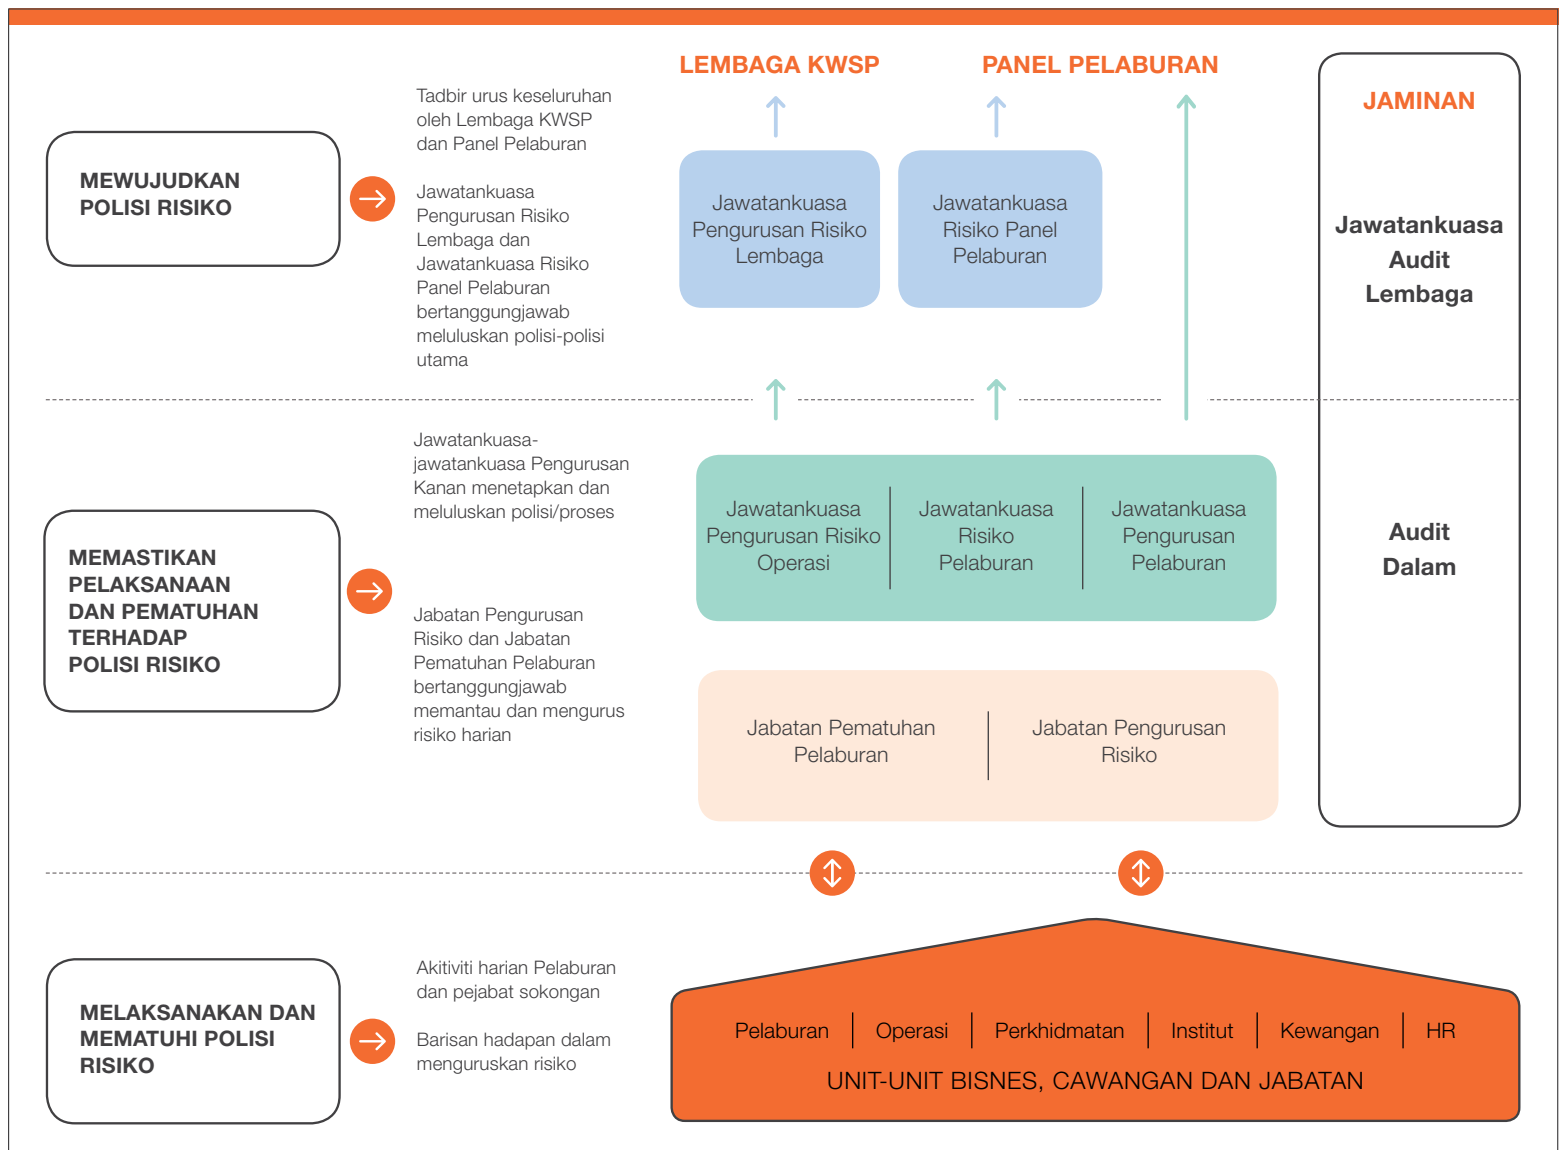 LEMBAGA KWSP
PANEL PELABURAN
JAMINAN
MEWUJUDKAN
POLISI RISIKO
Tadbir urus keseluruhan
oleh Lembaga KWSP
dan Panel Pelaburan
Jawatankuasa
Pengurusan Risiko
Lembaga dan
Jawatankuasa Risiko
Panel Pelaburan
bertanggungjawab
meluluskan polisi-polisi
utama
Jawatankuasa
Pengurusan Risiko
Lembaga
Jawatankuasa
Risiko Panel
Pelaburan
Jawatankuasa
Audit
Lembaga
MEMASTIKAN
PELAKSANAAN
DAN PEMATUHAN
TERHADAP
POLISI RISIKO
Jawatankuasa-
jawatankuasa Pengurusan
Kanan menetapkan dan
meluluskan polisi/proses
Jabatan Pengurusan
Risiko dan Jabatan
Pematuhan Pelaburan
bertanggungjawab
memantau dan mengurus
risiko harian
Jawatankuasa
Pengurusan Risiko
Operasi
Jawatankuasa
Risiko
Pelaburan
Jawatankuasa
Pengurusan
Pelaburan
Audit
Dalam
Jabatan Pematuhan
Pelaburan
Jabatan Pengurusan
Risiko
MELAKSANAKAN DAN
MEMATUHI POLISI
RISIKO
Akitiviti harian Pelaburan
dan pejabat sokongan
Barisan hadapan dalam
menguruskan risiko
Pelaburan
Operasi
Perkhidmatan
Institut
Kewangan
HR
UNIT-UNIT BISNES, CAWANGAN DAN JABATAN